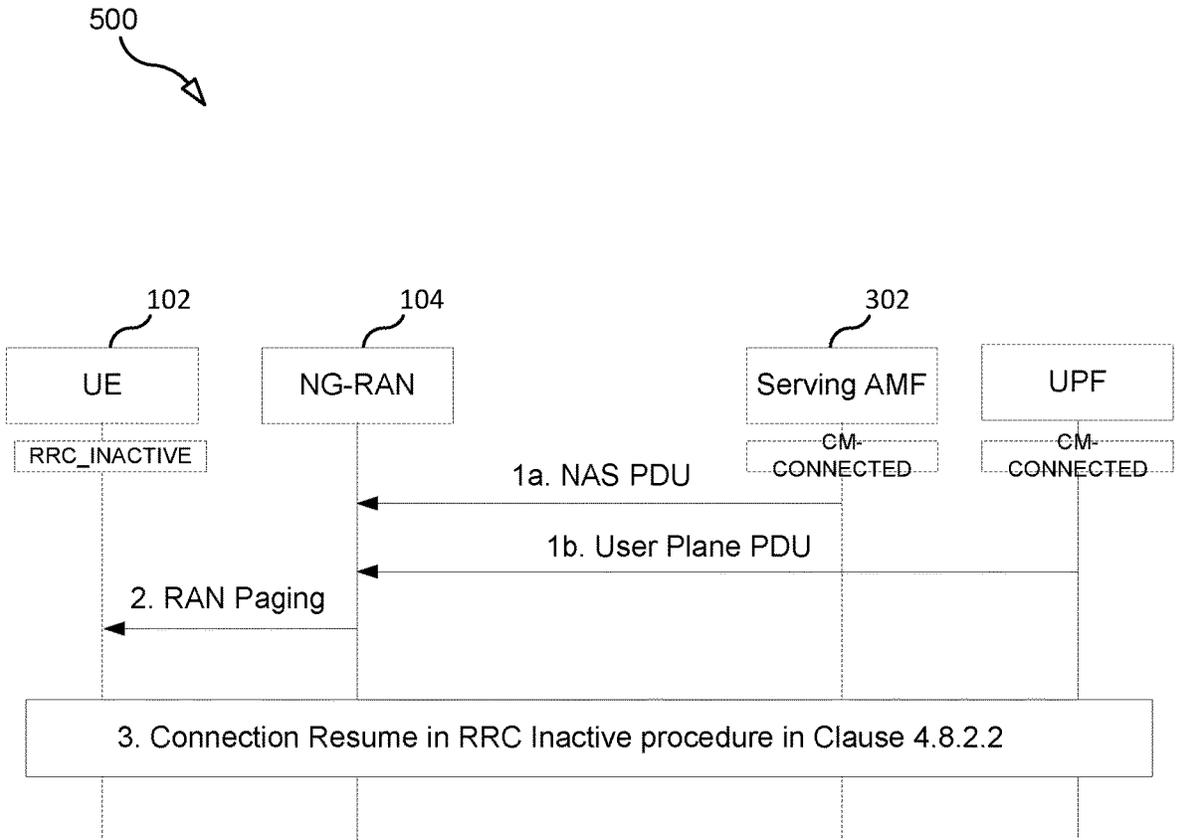 500
102
104
302
UE
NG-RAN
Serving AMF
UPF
RRC_INACTIVE
CM-
CONNECTED
CM-
CONNECTED
1a. NAS PDU
1b. User Plane PDU
2. RAN Paging
3. Connection Resume in RRC Inactive procedure in Clause 4.8.2.2